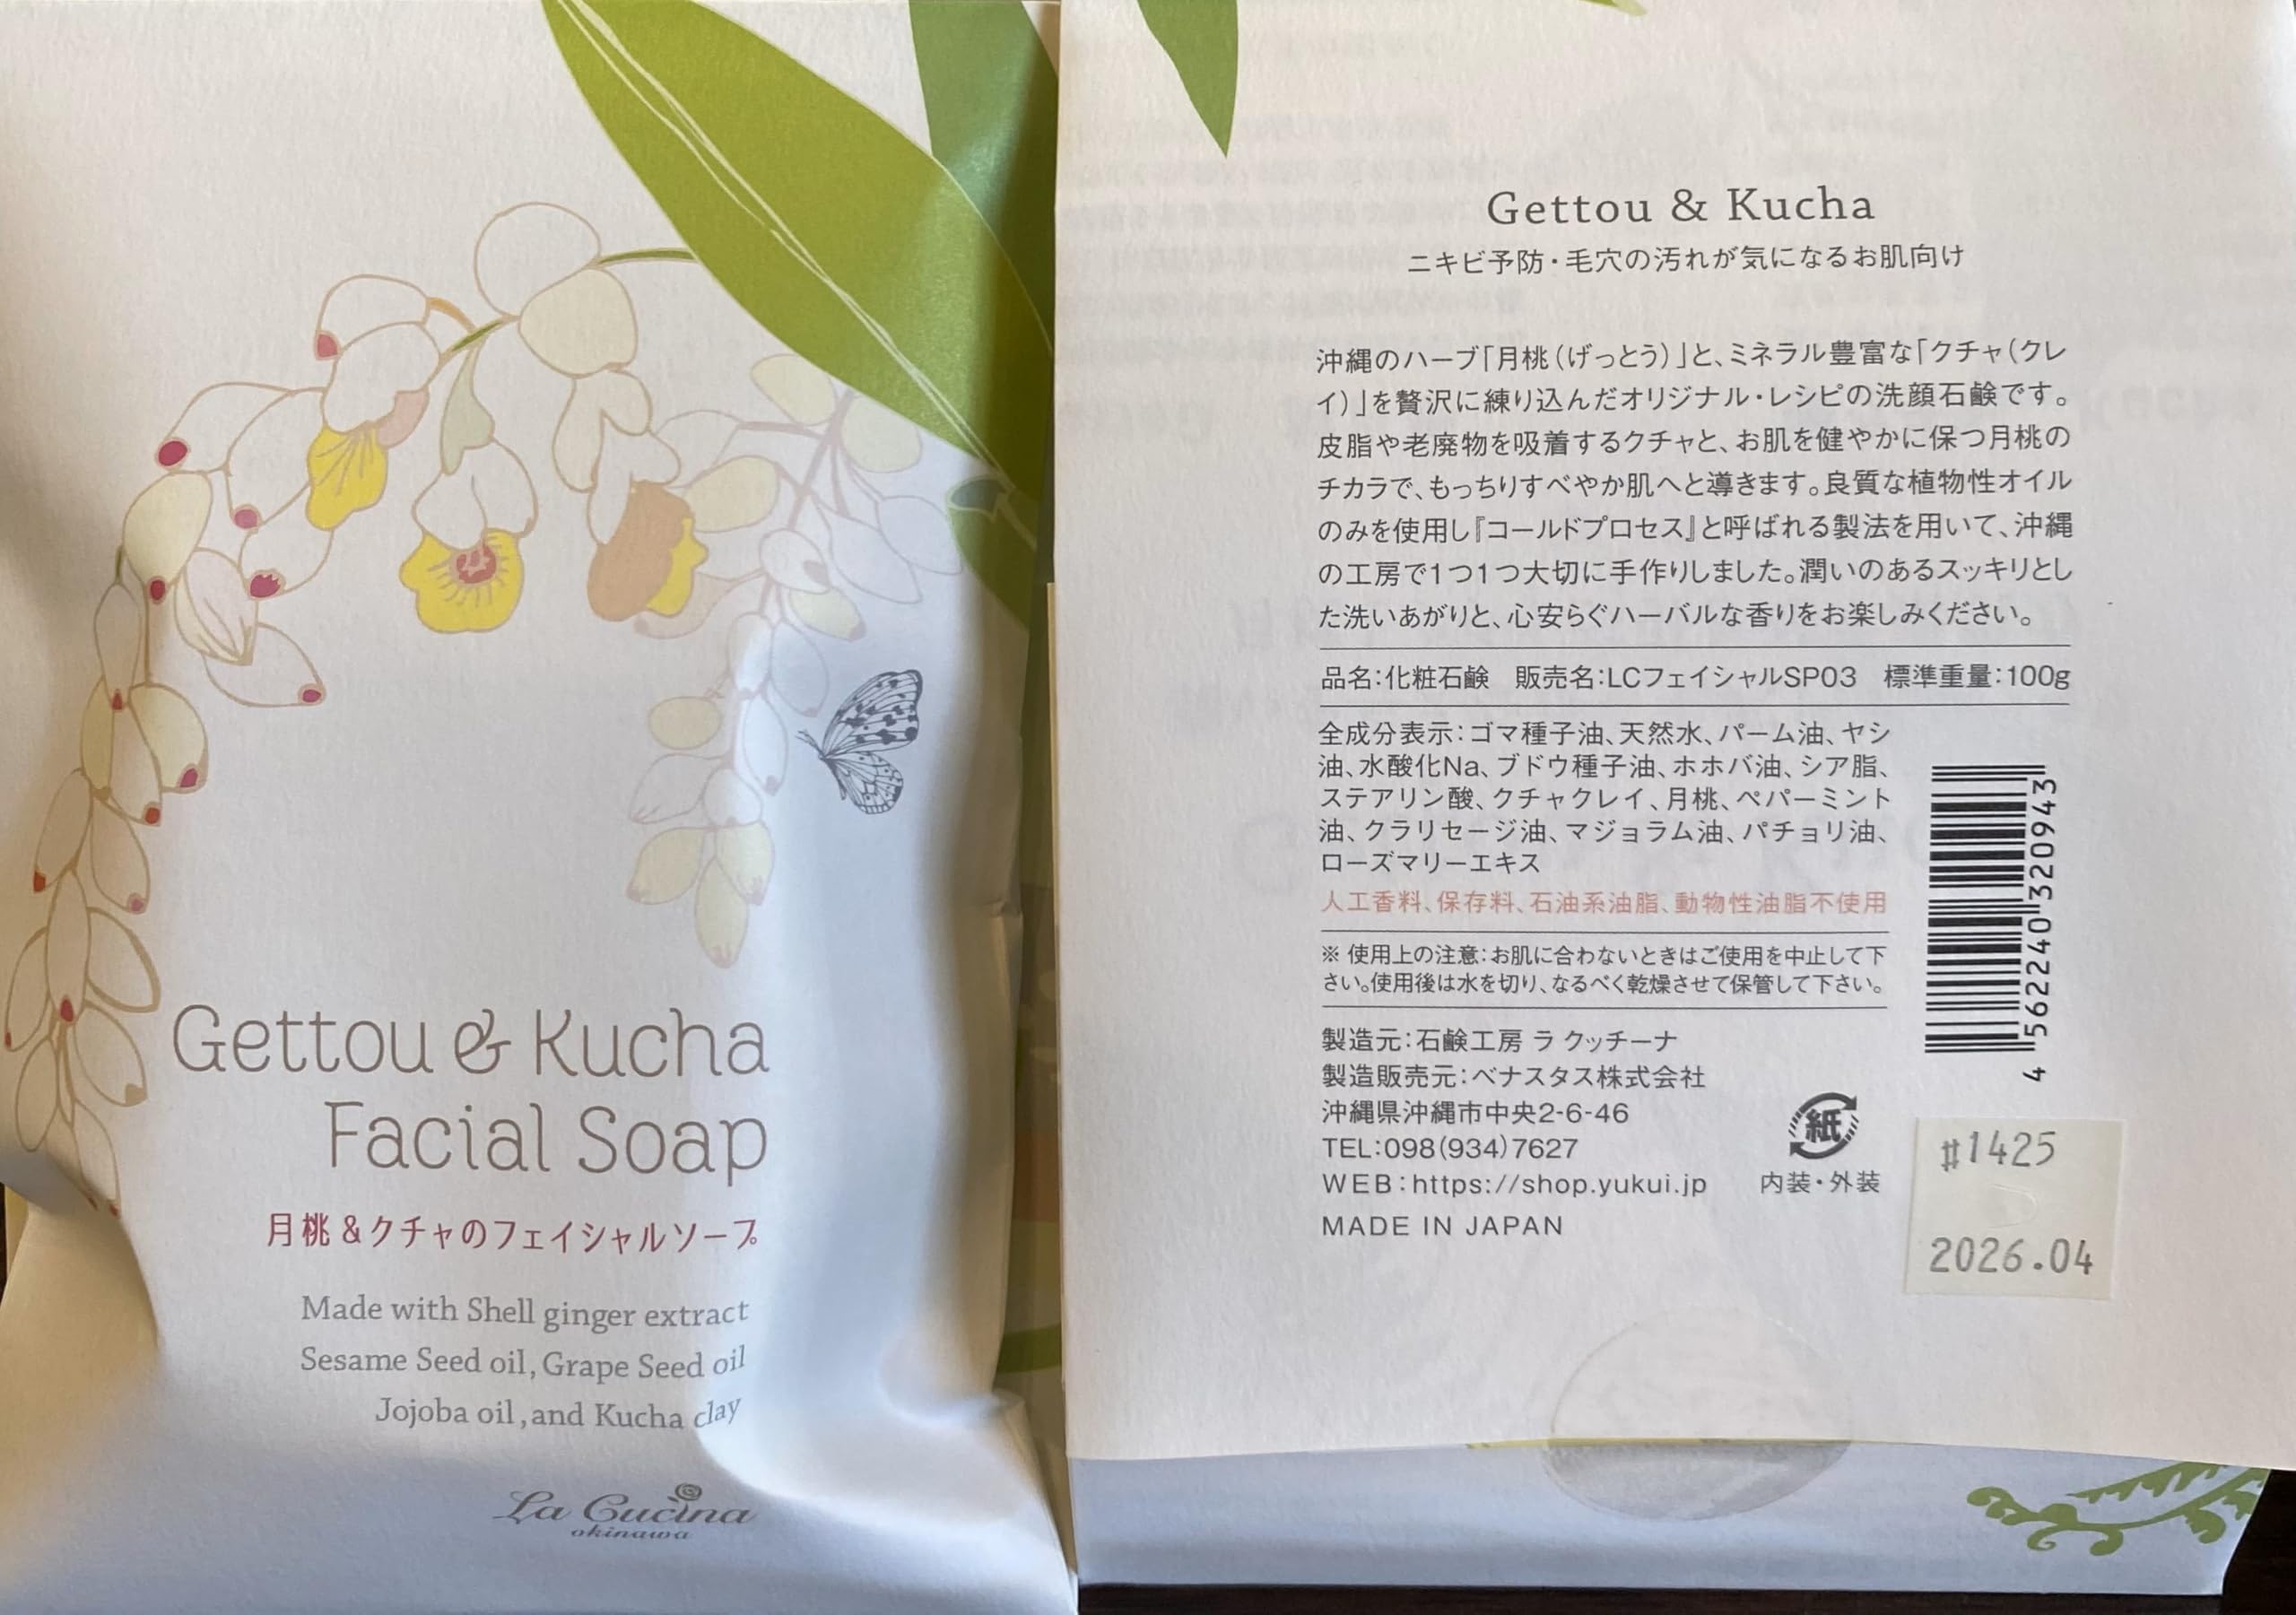 Gettou & Kucha
Facial Soap
月桃&クチャのフェイシャルソープ
Made with Shell ginger extract
Sesame Seed oil, Grape Seed oil
Jojoba oil, and Kucha clay
La Cucina
okinawa
Gettou & Kucha
ニキビ予防・毛穴の汚れが気になるお肌向け
沖縄のハーブ「月桃(げっとう)」と、ミネラル豊富な「クチャ(クレ
イ)」を贅沢に練り込んだオリジナル・レシピの洗顔石鹸です。
皮脂や老廃物を吸着するクチャと、お肌を健やかに保つ月桃の
チカラで、もっちりすべやか肌へと導きます。良質な植物性オイル
のみを使用し『コールドプロセス』と呼ばれる製法を用いて、沖縄
の工房で1つ1つ大切に手作りしました。潤いのあるスッキリとし
た洗いあがりと、心安らぐハーバルな香りをお楽しみください。
品名:化粧石鹸 販売名:LCフェイシャルSP03 標準重量:100g
全成分表示:ゴマ種子油、天然水、パーム油、ヤシ
油、水酸化Na、ブドウ種子油、ホホバ油、シア脂、
ステアリン酸、クチャクレイ、月桃、ペパーミント
油、クラリセージ油、マジョラム油、パチョリ油、
ローズマリーエキス
人工香料、保存料、石油系油脂、動物性油脂不使用
※ 使用上の注意:お肌に合わないときはご使用を中止して下
さい。使用後は水を切り、なるべく乾燥させて保管して下さい。
製造元:石鹸工房 ラ クッチーナ
製造販売元:ベナスタス株式会社
沖縄県沖縄市中央2-6-46
TEL:098(934)7627
WEB:https://shop.yukui.jp
MADE IN JAPAN
紙
内装・外装
4 562240 320943
#1425
2026.04